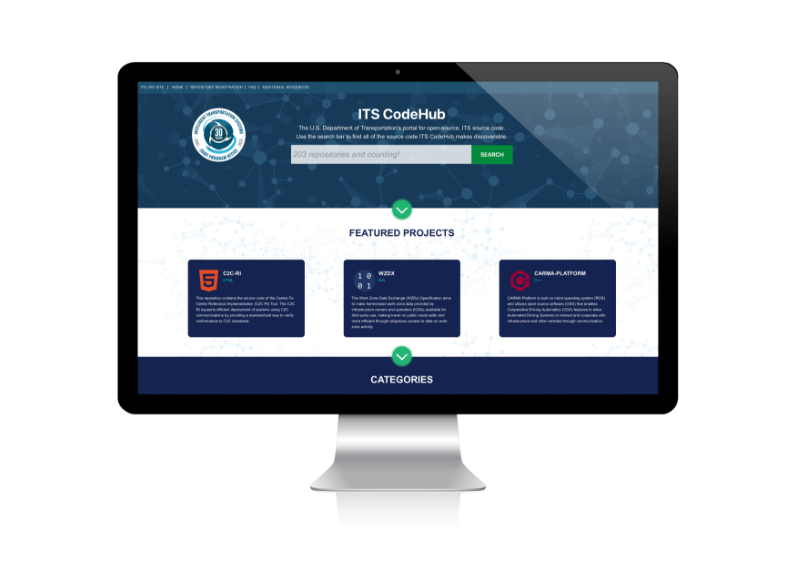 ITS JPO SITE | HOME | REPOSITORY REGISTRATION | FAQ | ADDITIONAL RESOURCES
INTELLIGENT TRANSPORTATION SYSTEMS
30
JOINT PROGRAM OFFICE
ITS CodeHub
The U.S. Department of Transportation's portal for open-source, ITS source code.
Use the search bar to find all of the source code ITS CodeHub makes discoverable.
203 repositories and counting!
SEARCH
FEATURED PROJECTS
C2C-RI
HTML
This repository contains the source code of the Center-To-
Center Reference Implementation (C2C RI) Tool. The C2C
RI supports efficient deployment of systems using C2C
communications by providing a standardized way to verify
conformance to C2C standards.
1 0
0 1
WZDX
The Work Zone Data Exchange (WZDx) Specification aims
to make harmonized work zone data provided by
infrastructure owners and operators (IOOs) available for
third party use, making travel on public roads safer and
more efficient through ubiquitous access to data on work
zone activity.
CARMA-PLATFORM
C++
CARMA Platform is built on robot operating system (ROS)
and utilizes open source software (OSS) that enables
Cooperative Driving Automation (CDA) features to allow
Automated Driving Systems to interact and cooperate with
infrastructure and other vehicles through communication.
CATEGORIES